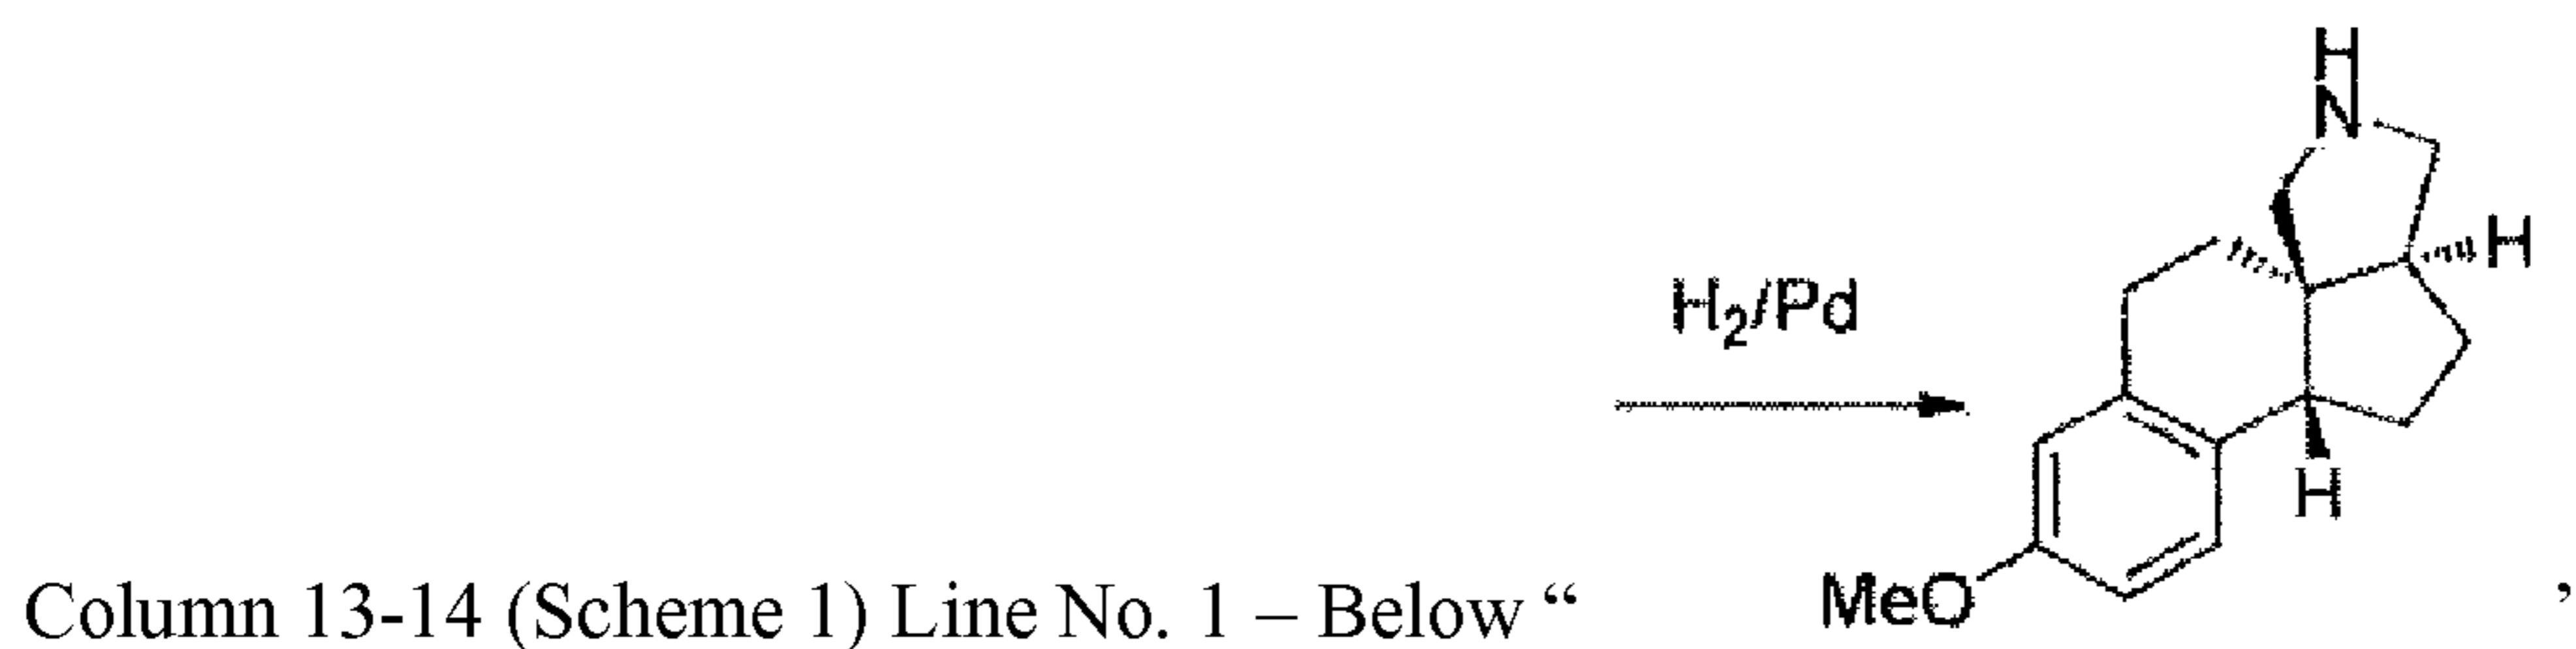 H
N
H
H₂/Pd
H
MeO
Column 13-14 (Scheme 1) Line No. 1 – Below “ ,